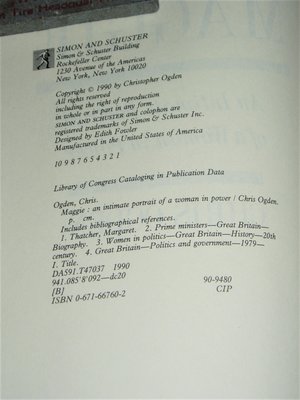 Fire Headquarters
SIMON AND SCHUSTER
Simon & Schuster Building
Rockefeller Center
1230 Avenue of the Americas
New York, New York 10020
Copyright © 1990 by Christopher Ogden
All rights reserved
including the right of reproduction
in whole or in part in any form.
SIMON AND SCHUSTER and colophon are
registered trademarks of Simon & Schuster Inc.
Designed by Edith Fowler
Manufactured in the United States of America
10 9 8 7 6 5 4 3 2 1
Library of Congress Cataloging in Publication Data
Ogden, Chris.
Maggie : an intimate portrait of a woman in power / Chris Ogden.
p. cm.
Includes bibliographical references.
1. Thatcher, Margaret. 2. Prime ministers—Great Britain—
Biography. 3. Women in politics—Great Britain—History—20th
century. 4. Great Britain—Politics and government—1979–
I. Title.
DA591.T47O37 1990
941.085'8'092—dc20 90-9480
[B] CIP
ISBN 0-671-66760-2